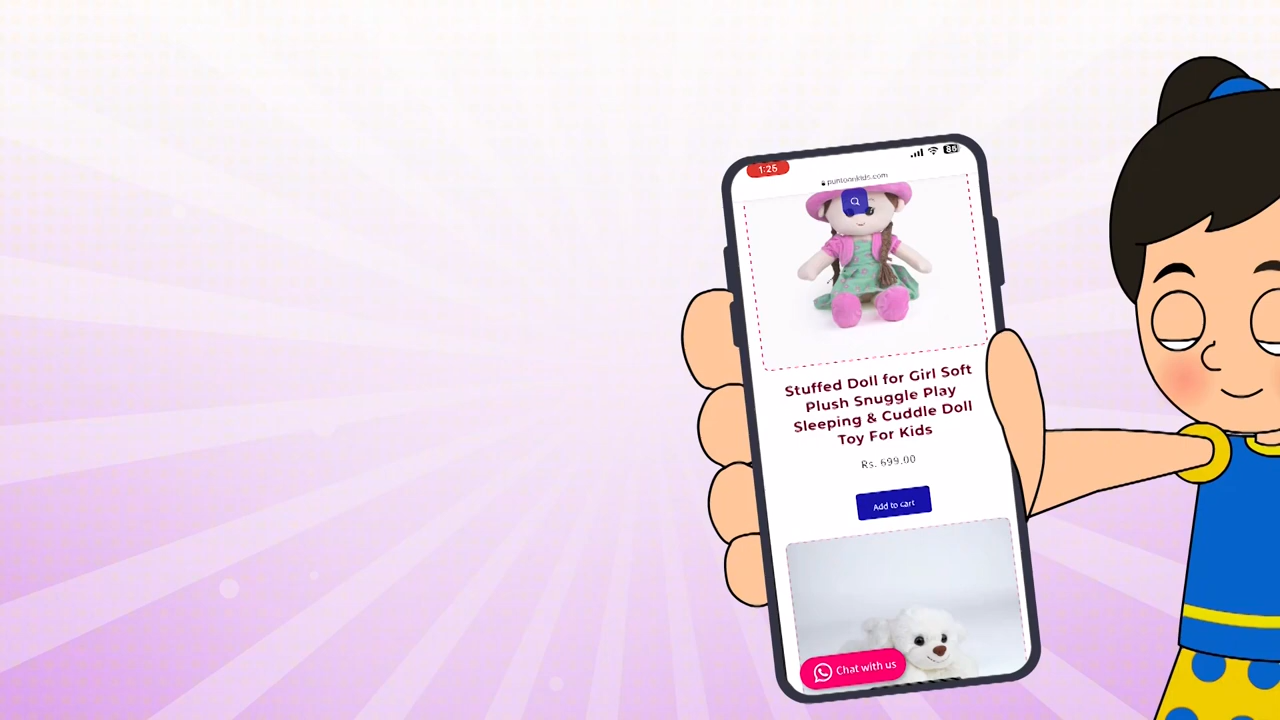 1:25
85
puntoonkids.com
Stuffed Doll for Girl Soft
Plush Snuggle Play
Sleeping & Cuddle Doll
Toy For Kids
Rs. 699.00
Add to cart
Chat with us